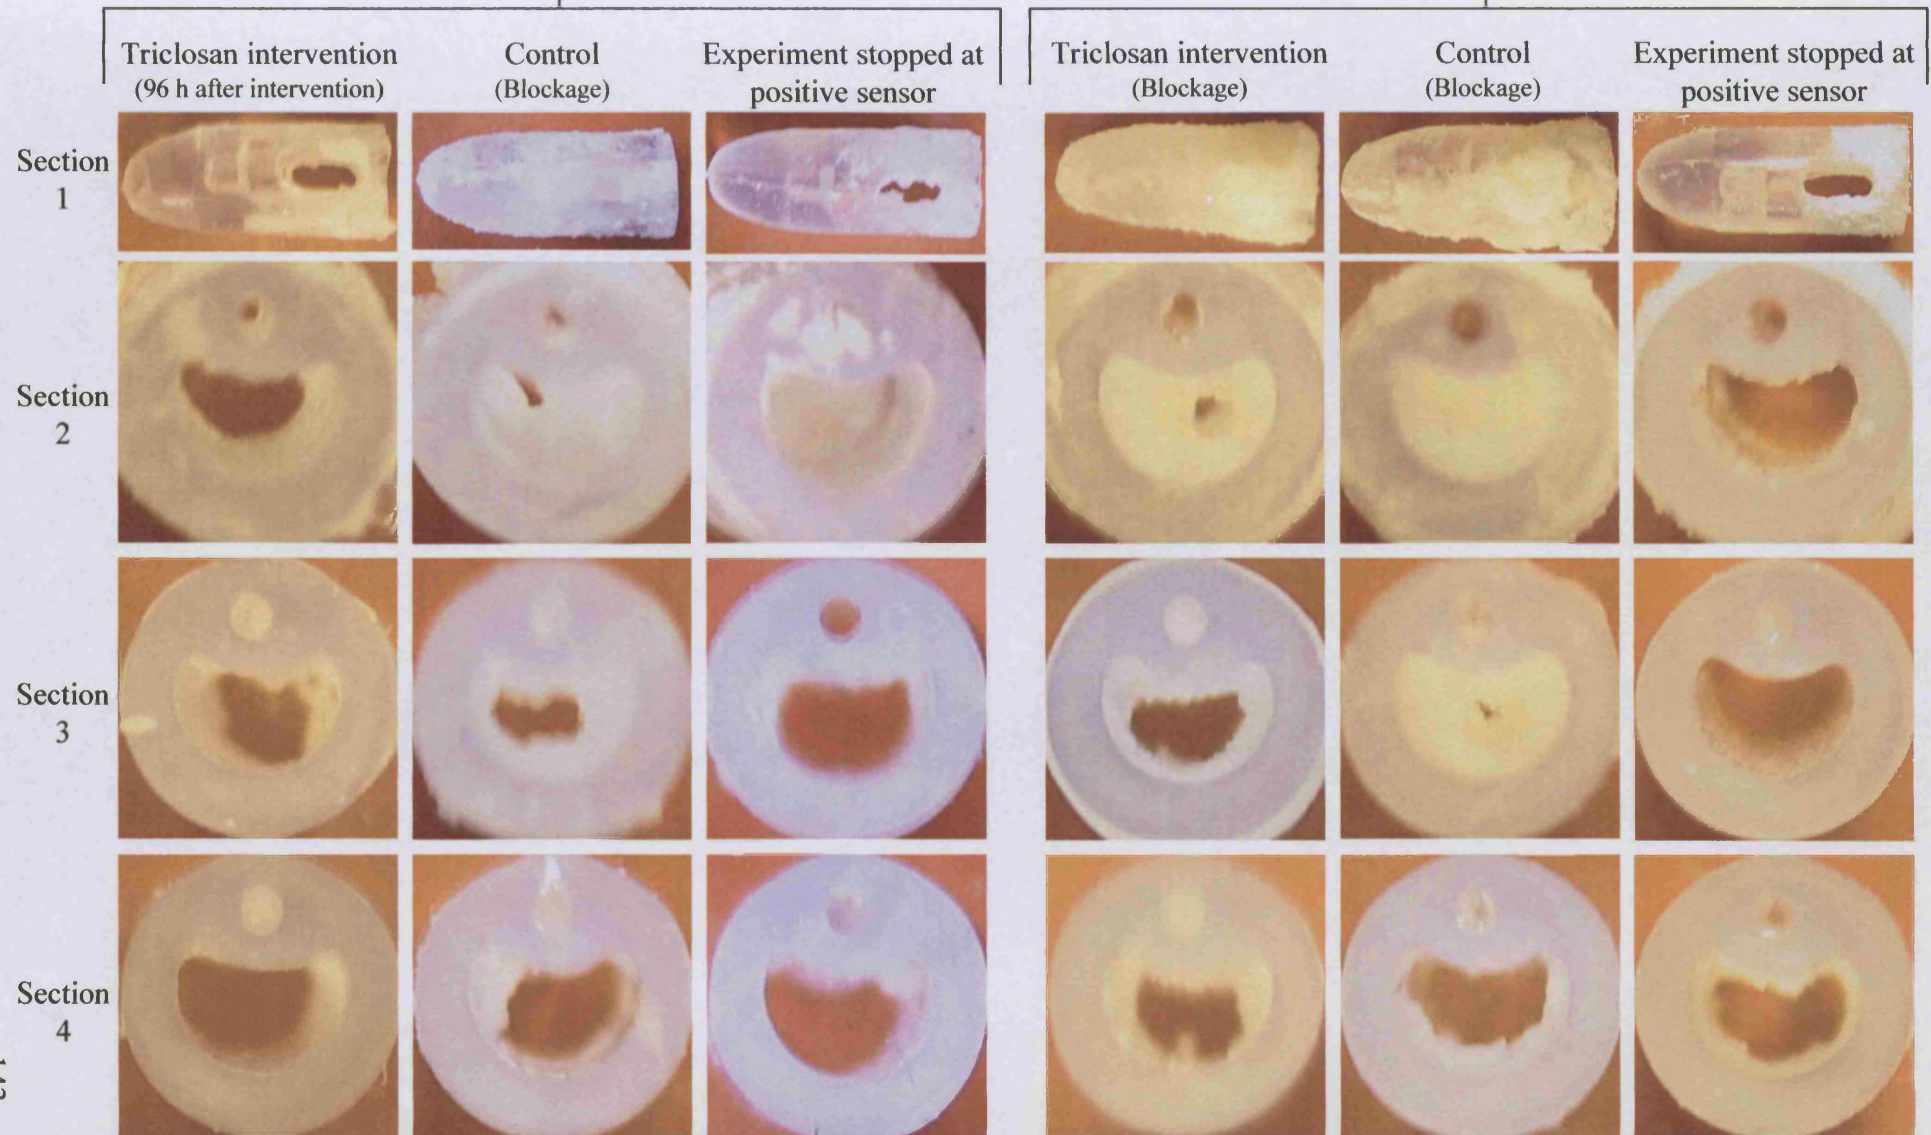 Triclosan intervention
(96 h after intervention)
Control
(Blockage)
Experiment stopped at
positive sensor
Triclosan intervention
(Blockage)
Control
(Blockage)
Experiment stopped at
positive sensor
Section
1
Section
2
Section
3
Section
4